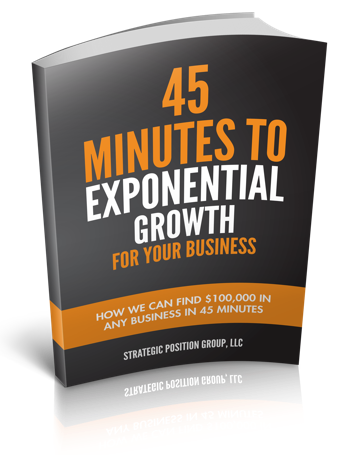 45
MINUTES TO
EXPONENTIAL
GROWTH
FOR YOUR BUSINESS
HOW WE CAN FIND $100,000 IN
ANY BUSINESS IN 45 MINUTES
STRATEGIC POSITION GROUP, LLC